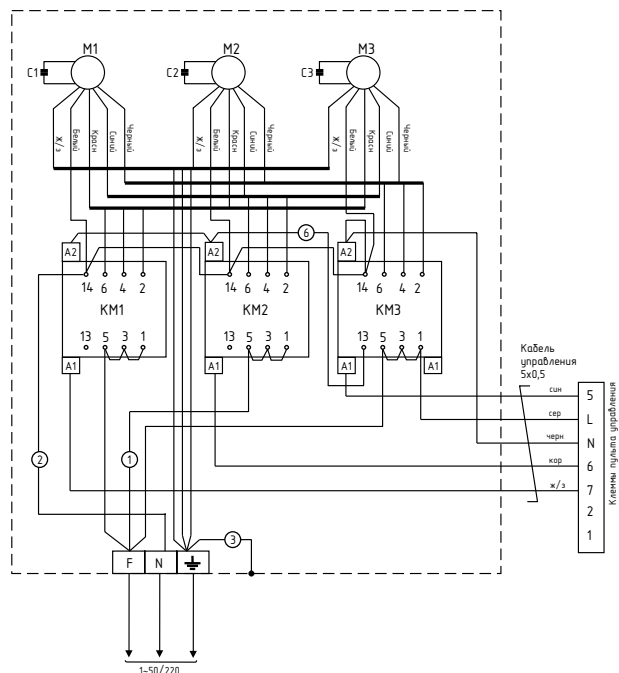 M1 M2 M3
C1 C2 C3
Ж/з Белый Красн Синий Черный Ж/з Белый Красн Синий Черный Ж/з Белый Красн Синий Черный
6
A2 A2 A2
14 6 4 2 14 6 4 2 14 6 4 2
KM1 KM2 KM3
13 5 3 1 13 5 3 1 13 5 3 1
A1 A1 A1 A1
Кабель
управления
5x0,5
син 5
сер L
черн N
кор 6
ж/з 7
2
1
Клеммы пульта управления
2 1
3
F N
1~50/220